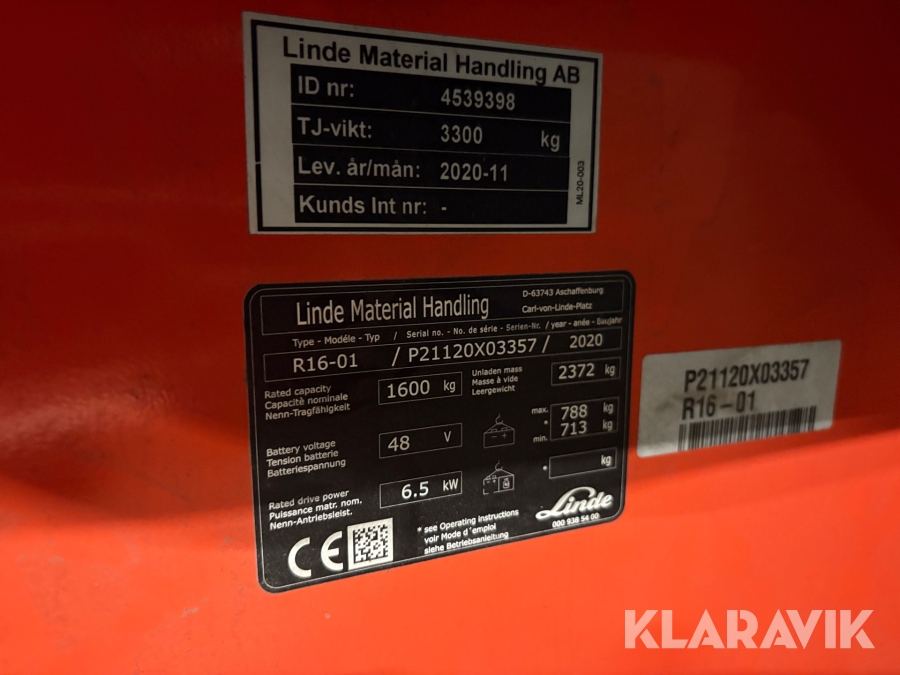 Linde Material Handling AB
ID nr: 4539398
TJ-vikt: 3300 kg
Lev. år/mån: 2020-11
Kunds Int nr: -
ML20-003
Linde Material Handling
D-63743 Aschaffenburg
Carl-von-Linde-Platz
Type - Modéle - Typ / Serial no. - No. de série - Serien-Nr. / year - anée - Baujahr
R16-01 / P21120X03357 / 2020
Rated capacity
Capacité nominale
Nenn-Tragfähigkeit
1600 kg
Unladen mass
Masse à vide
Leergewicht
2372 kg
Battery voltage
Tension batterie
Batteriespannung
48 V
max. 788 kg
*
min. 713 kg
Rated drive power
Puissance matr. nom.
Nenn-Antriebsleist.
6.5 kW
* kg
CE
* see Operating instructions
voir Mode d'emploi
siehe Betriebsanleitung
Linde
000 938 54 00
P21120X03357
R16-01
KLARAVIK